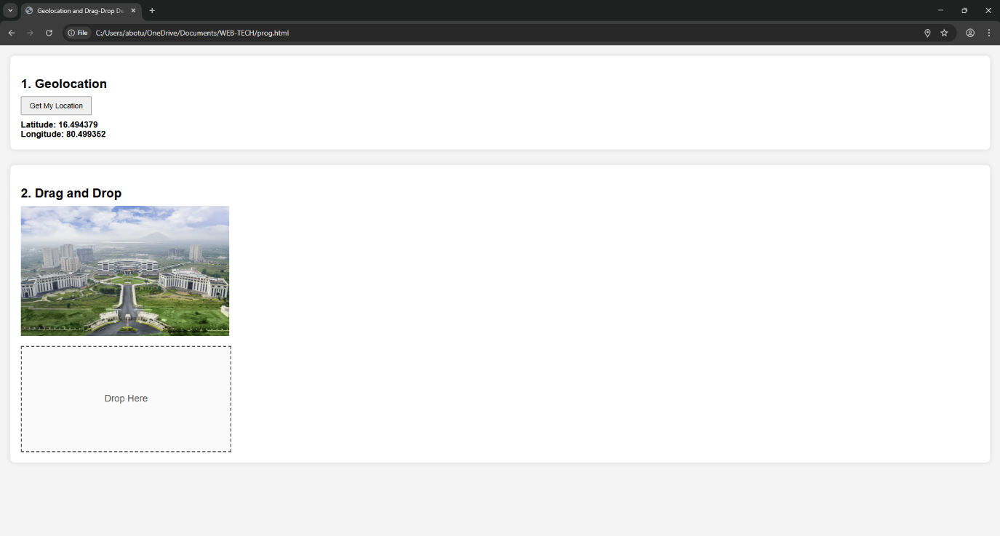 Geolocation and Drag-Drop De
File
C:/Users/abotu/OneDrive/Documents/WEB-TECH/prog.html
1. Geolocation
Get My Location
Latitude: 16.494379
Longitude: 80.499352
2. Drag and Drop
Drop Here